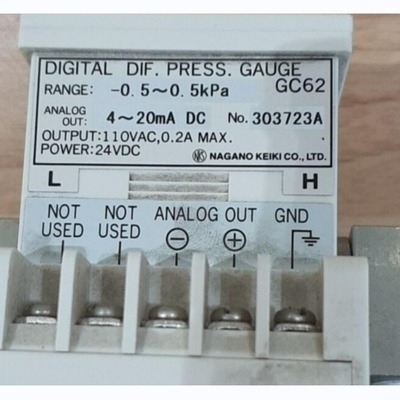 DIGITAL DIF. PRESS. GAUGE
RANGE: -0.5~0.5kPa GC62
ANALOG OUT: 4~20mA DC No. 303723A
OUTPUT:110VAC,0.2A MAX.
POWER:24VDC NKS NAGANO KEIKI CO., LTD.
L H
NOT USED NOT USED ANALOG OUT GND
⊖ ⊕